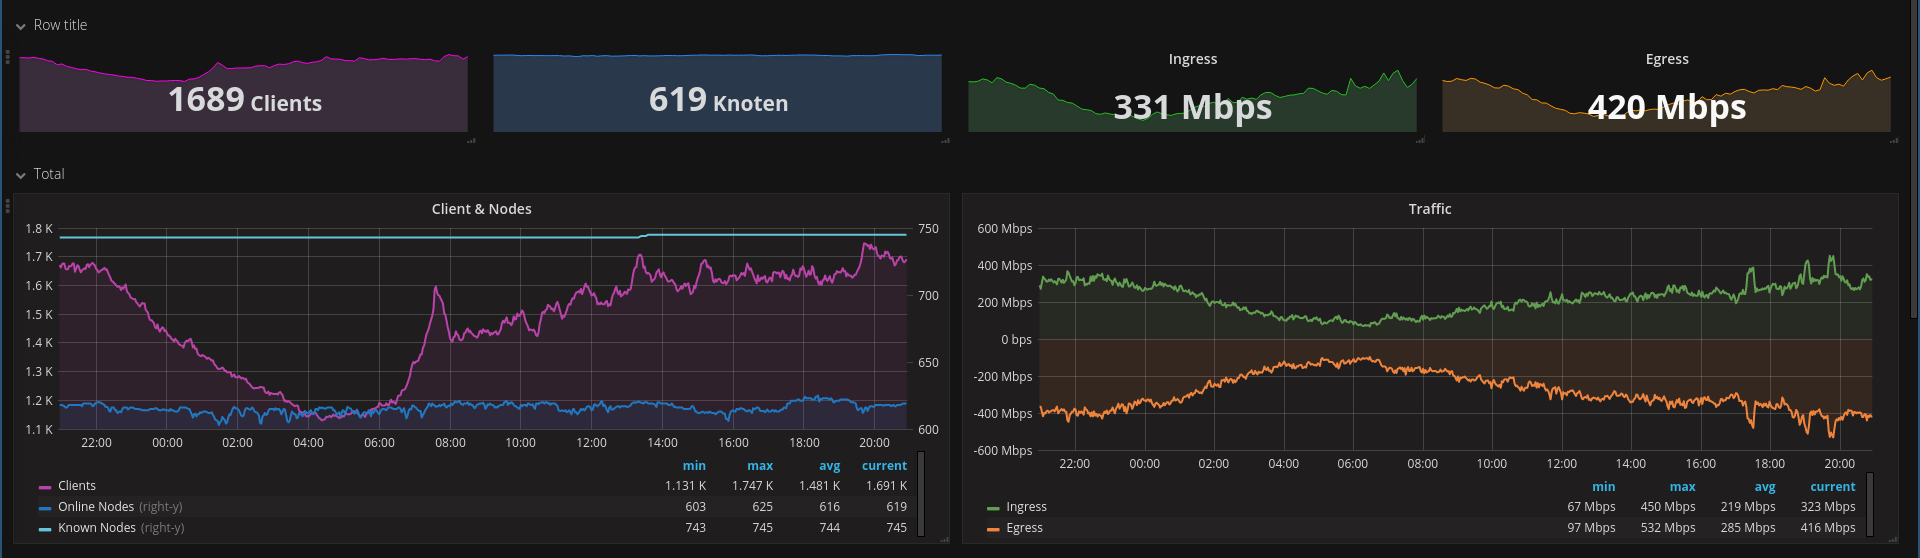 Row title
1689 Clients
619 Knoten
Ingress
331 Mbps
Egress
420 Mbps
Total
Client & Nodes
1.8 K
1.7 K
1.6 K
1.5 K
1.4 K
1.3 K
1.2 K
1.1 K
750
700
650
600
22:00 00:00 02:00 04:00 06:00 08:00 10:00 12:00 14:00 16:00 18:00 20:00
min max avg current
Clients 1.131 K 1.747 K 1.481 K 1.691 K
Online Nodes (right-y) 603 625 616 619
Known Nodes (right-y) 743 745 744 745
Traffic
600 Mbps
400 Mbps
200 Mbps
0 bps
-200 Mbps
-400 Mbps
-600 Mbps
22:00 00:00 02:00 04:00 06:00 08:00 10:00 12:00 14:00 16:00 18:00 20:00
min max avg current
Ingress 67 Mbps 450 Mbps 219 Mbps 323 Mbps
Egress 97 Mbps 532 Mbps 285 Mbps 416 Mbps